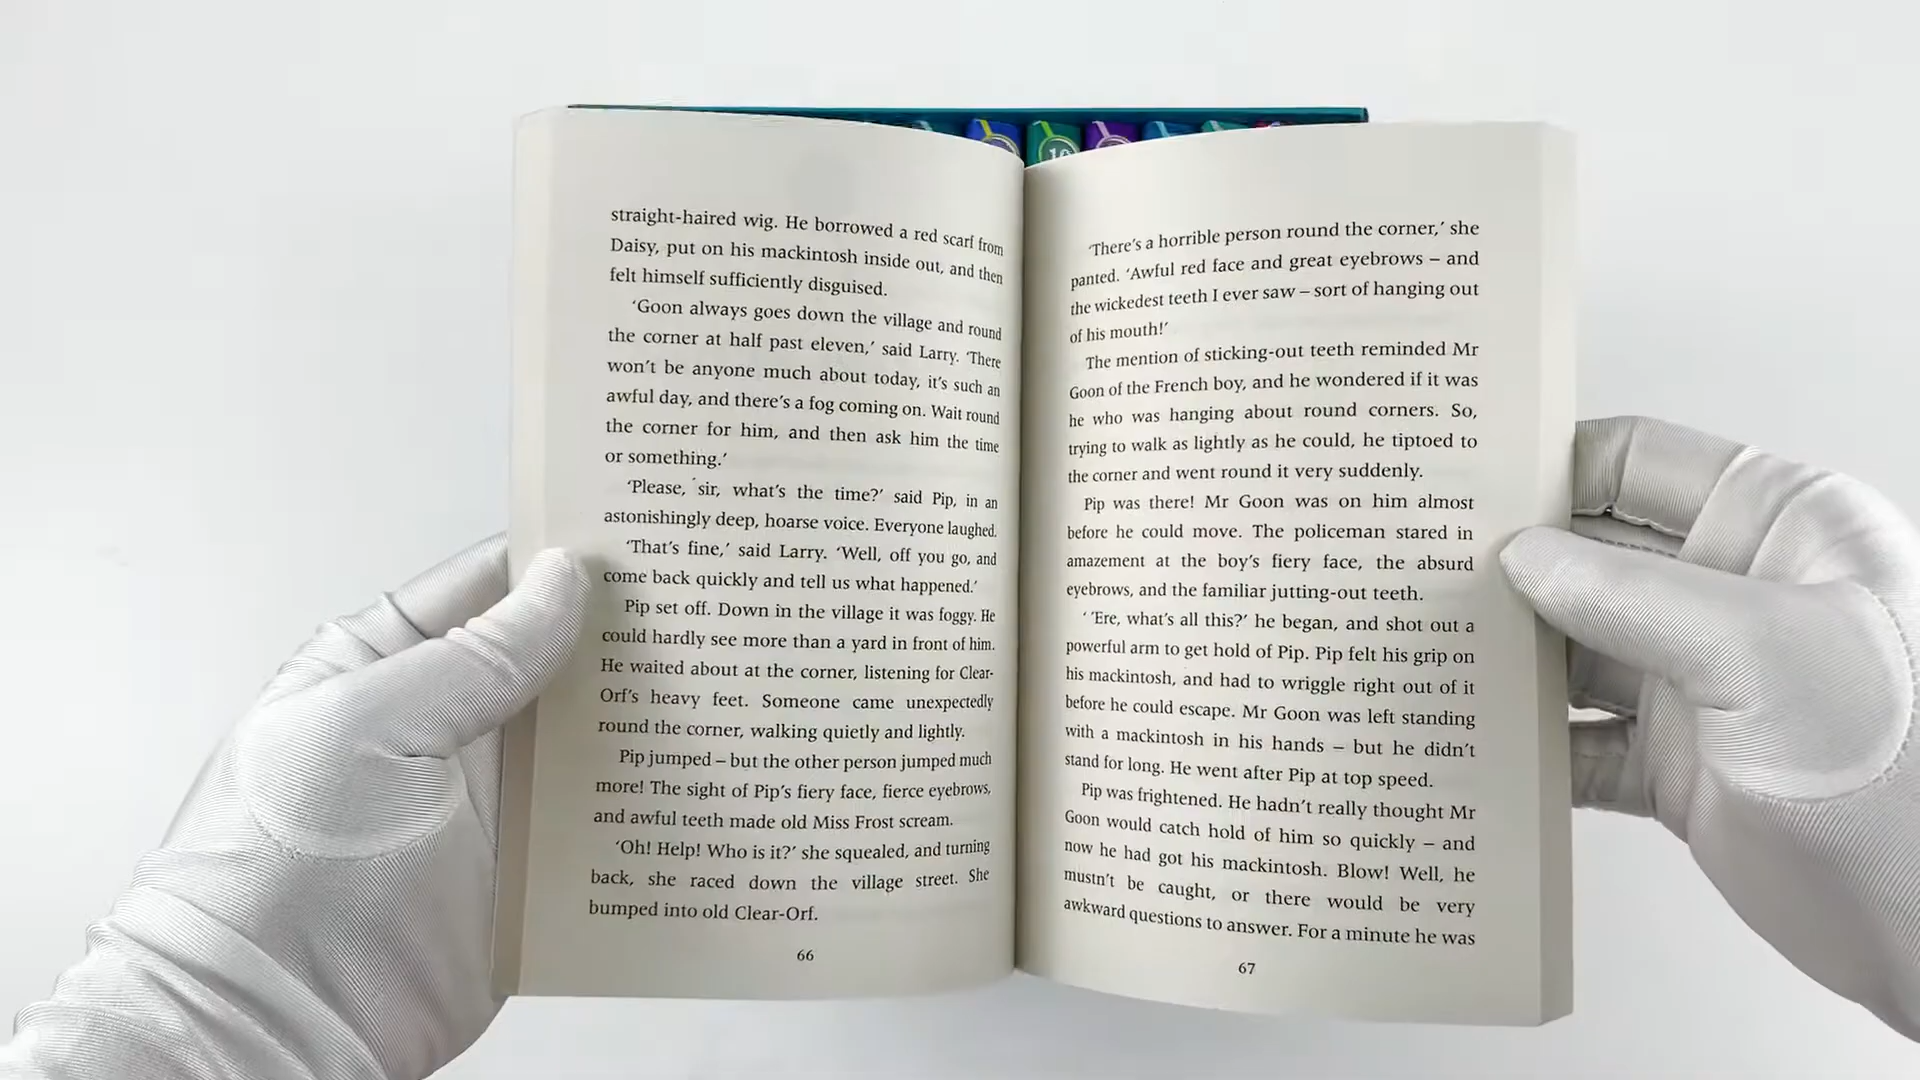 10
straight-haired wig. He borrowed a red scarf from
Daisy, put on his mackintosh inside out, and then
felt himself sufficiently disguised.
‘Goon always goes down the village and round
the corner at half past eleven,’ said Larry. ‘There
won’t be anyone much about today, it’s such an
awful day, and there’s a fog coming on. Wait round
the corner for him, and then ask him the time
or something.’
‘Please, sir, what’s the time?’ said Pip, in an
astonishingly deep, hoarse voice. Everyone laughed.
‘That’s fine,’ said Larry. ‘Well, off you go, and
come back quickly and tell us what happened.’
Pip set off. Down in the village it was foggy. He
could hardly see more than a yard in front of him.
He waited about at the corner, listening for Clear-
Orf’s heavy feet. Someone came unexpectedly
round the corner, walking quietly and lightly.
Pip jumped – but the other person jumped much
more! The sight of Pip’s fiery face, fierce eyebrows,
and awful teeth made old Miss Frost scream.
‘Oh! Help! Who is it?’ she squealed, and turning
back, she raced down the village street. She
bumped into old Clear-Orf.
66
‘There’s a horrible person round the corner,’ she
panted. ‘Awful red face and great eyebrows – and
the wickedest teeth I ever saw – sort of hanging out
of his mouth!’
The mention of sticking-out teeth reminded Mr
Goon of the French boy, and he wondered if it was
he who was hanging about round corners. So,
trying to walk as lightly as he could, he tiptoed to
the corner and went round it very suddenly.
Pip was there! Mr Goon was on him almost
before he could move. The policeman stared in
amazement at the boy’s fiery face, the absurd
eyebrows, and the familiar jutting-out teeth.
‘ ’Ere, what’s all this?’ he began, and shot out a
powerful arm to get hold of Pip. Pip felt his grip on
his mackintosh, and had to wriggle right out of it
before he could escape. Mr Goon was left standing
with a mackintosh in his hands – but he didn’t
stand for long. He went after Pip at top speed.
Pip was frightened. He hadn’t really thought Mr
Goon would catch hold of him so quickly – and
now he had got his mackintosh. Blow! Well, he
mustn’t be caught, or there would be very
awkward questions to answer. For a minute he was
67